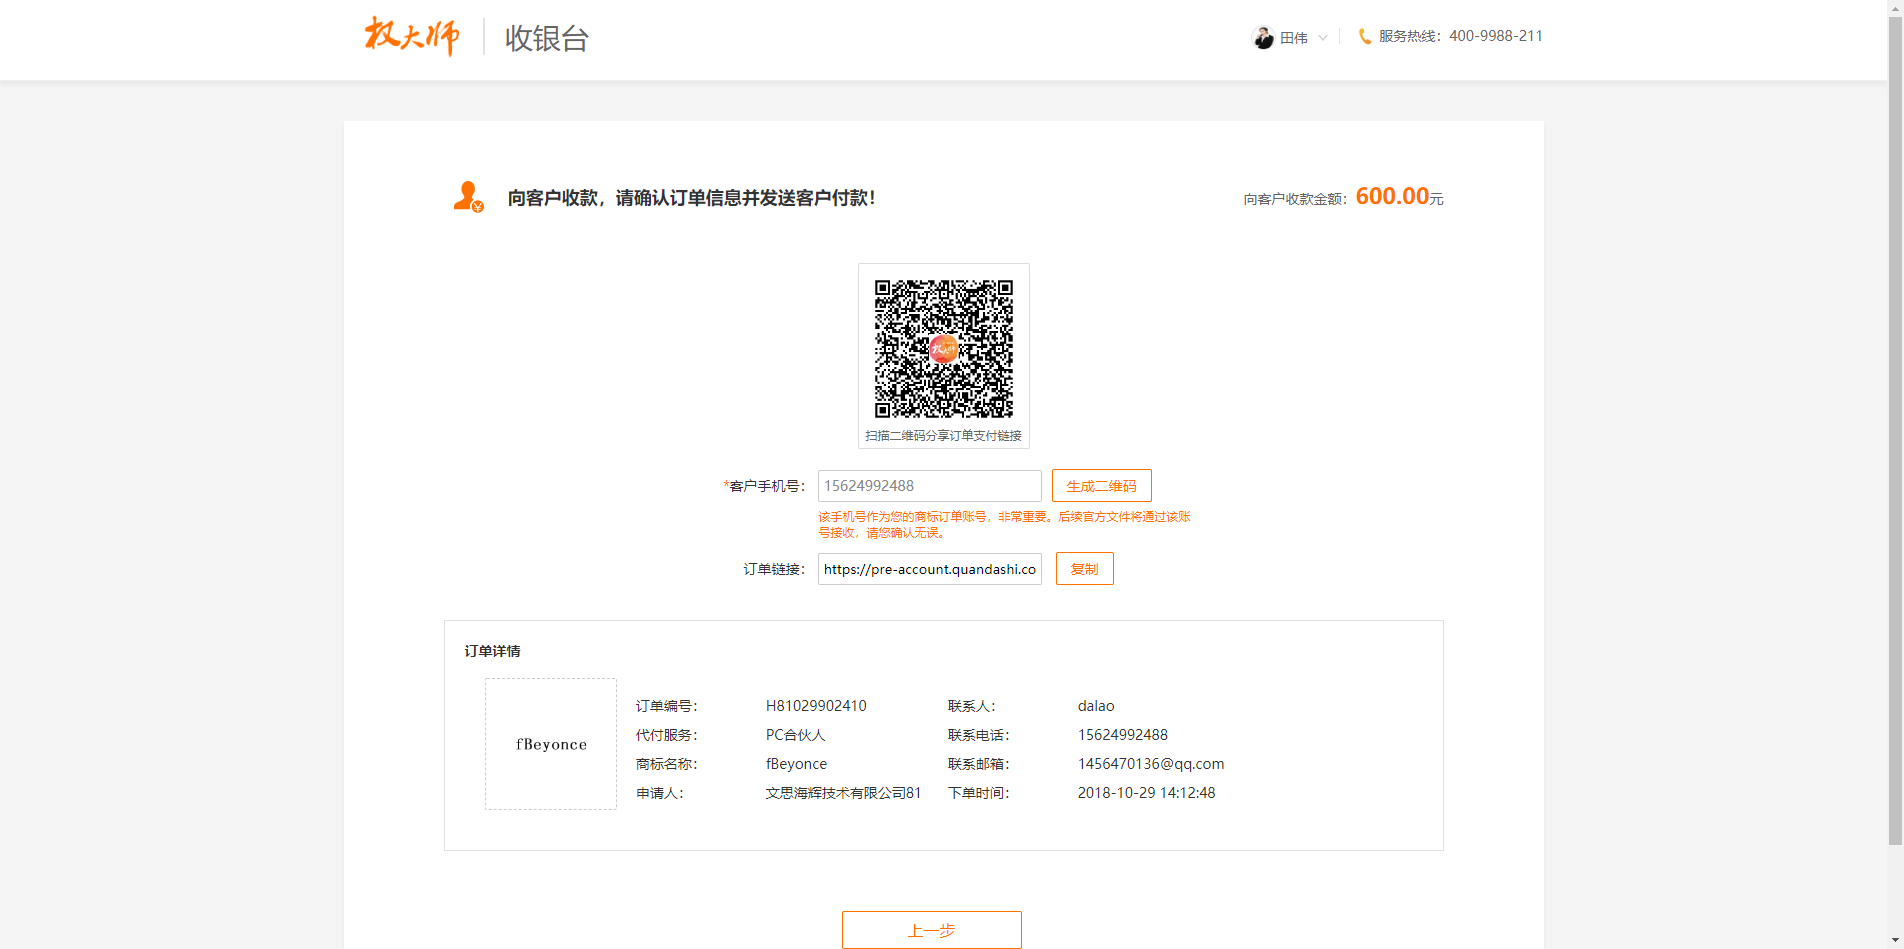 权大师 收银台 田伟 服务热线：400-9988-211
向客户收款，请确认订单信息并发送客户付款！ 向客户收款金额：600.00元
权大师
扫描二维码分享订单支付链接
*客户手机号： 15624992488 生成二维码
该手机号作为您的商标订单账号，非常重要。后续官方文件将通过该账
号接收，请您确认无误。
订单链接： https://pre-account.quandashi.co 复制
订单详情
fBeyonce
订单编号： H81029902410 联系人： dalao
代付服务： PC合伙人 联系电话： 15624992488
商标名称： fBeyonce 联系邮箱： 1456470136@qq.com
申请人： 文思海辉技术有限公司81 下单时间： 2018-10-29 14:12:48
上一步